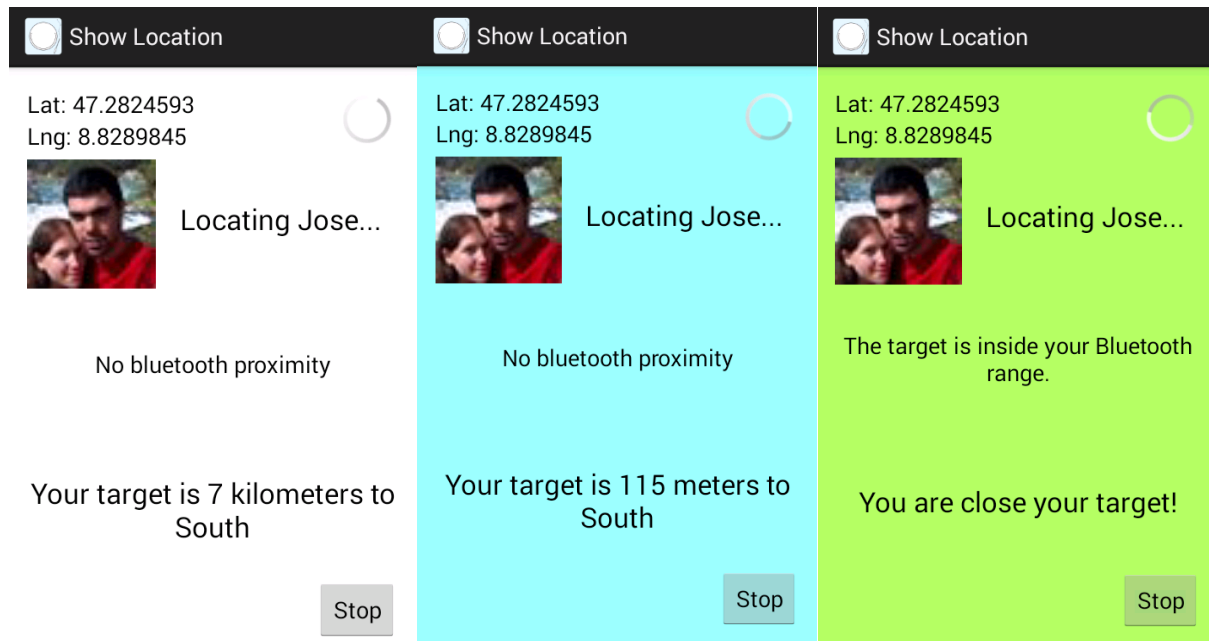 Show Location
Lat: 47.2824593
Lng: 8.8289845
Locating Jose...
No bluetooth proximity
Your target is 7 kilometers to
South
Stop
Show Location
Lat: 47.2824593
Lng: 8.8289845
Locating Jose...
No bluetooth proximity
Your target is 115 meters to
South
Stop
Show Location
Lat: 47.2824593
Lng: 8.8289845
Locating Jose...
The target is inside your Bluetooth
range.
You are close your target!
Stop